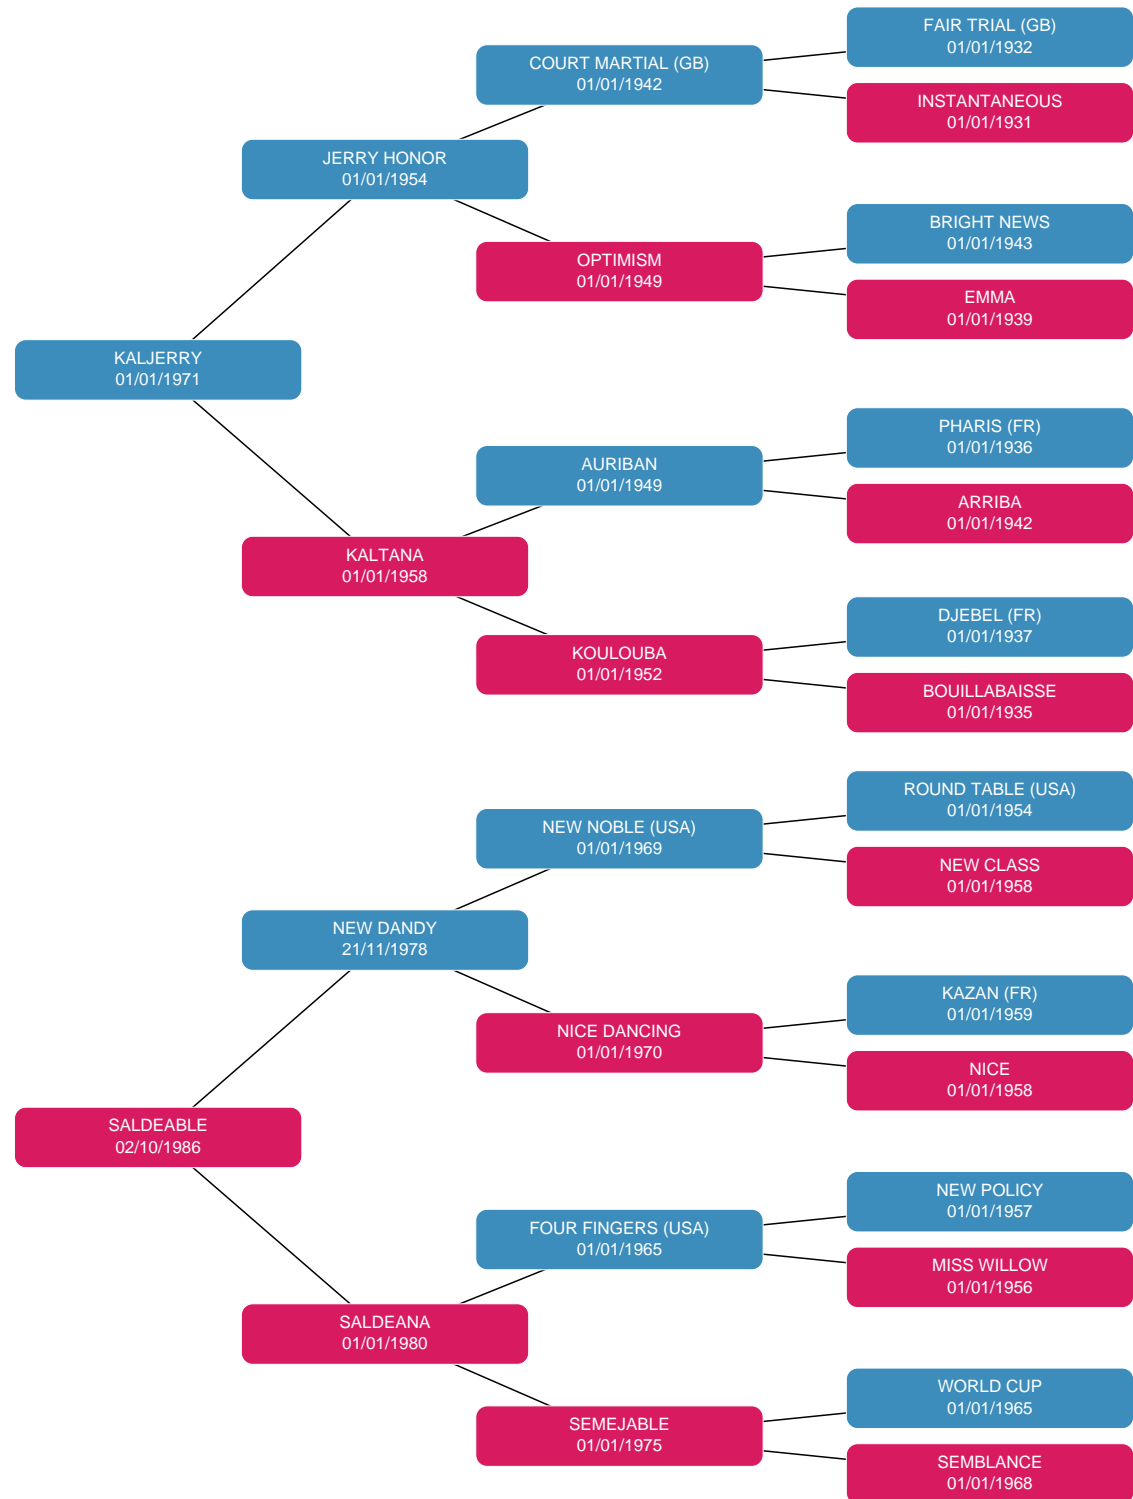 FAIR TRIAL (GB)
01/01/1932
COURT MARTIAL (GB)
01/01/1942
INSTANTANEOUS
01/01/1931
JERRY HONOR
01/01/1954
BRIGHT NEWS
01/01/1943
OPTIMISM
01/01/1949
EMMA
01/01/1939
KALJERRY
01/01/1971
PHARIS (FR)
01/01/1936
AURIBAN
01/01/1949
ARRIBA
01/01/1942
KALTANA
01/01/1958
DJEBEL (FR)
01/01/1937
KOULOUBA
01/01/1952
BOUILLABAISSE
01/01/1935
ROUND TABLE (USA)
01/01/1954
NEW NOBLE (USA)
01/01/1969
NEW CLASS
01/01/1958
NEW DANDY
21/11/1978
KAZAN (FR)
01/01/1959
NICE DANCING
01/01/1970
NICE
01/01/1958
SALDEABLE
02/10/1986
NEW POLICY
01/01/1957
FOUR FINGERS (USA)
01/01/1965
MISS WILLOW
01/01/1956
SALDEANA
01/01/1980
WORLD CUP
01/01/1965
SEMEJABLE
01/01/1975
SEMBLANCE
01/01/1968